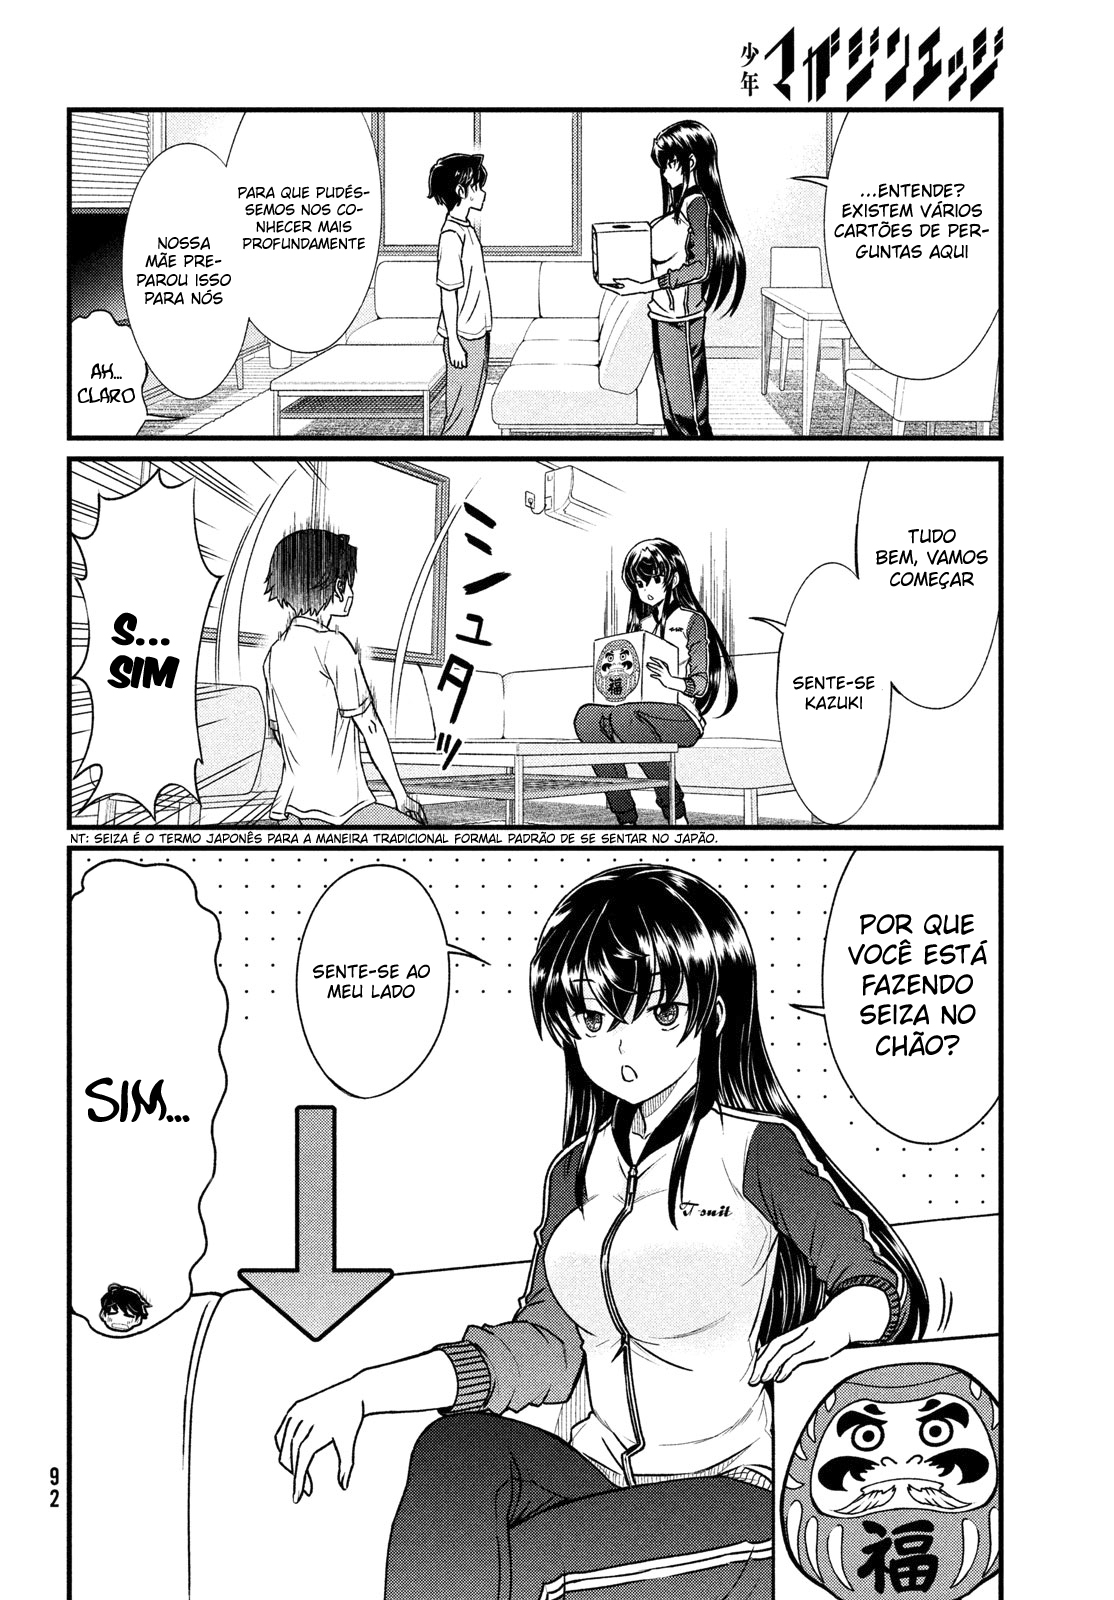 少年マガジンエッジ
...ENTENDE?
EXISTEM VÁRIOS
CARTÕES DE PER-
GUNTAS AQUI
PARA QUE PUDÉS-
SEMOS NOS CO-
NHECER MAIS
PROFUNDAMENTE
NOSSA
MÃE PRE-
PAROU ISSO
PARA NÓS
AH...
CLARO
TUDO
BEM, VAMOS
COMEÇAR
SENTE-SE
KAZUKI
シュタッ
福
S...
SIM
NT: SEIZA É O TERMO JAPONÊS PARA A MANEIRA TRADICIONAL FORMAL PADRÃO DE SE SENTAR NO JAPÃO.
POR QUE
VOCÊ ESTÁ
FAZENDO
SEIZA NO
CHÃO?
SENTE-SE AO
MEU LADO
SIM...
T-suit
福
92